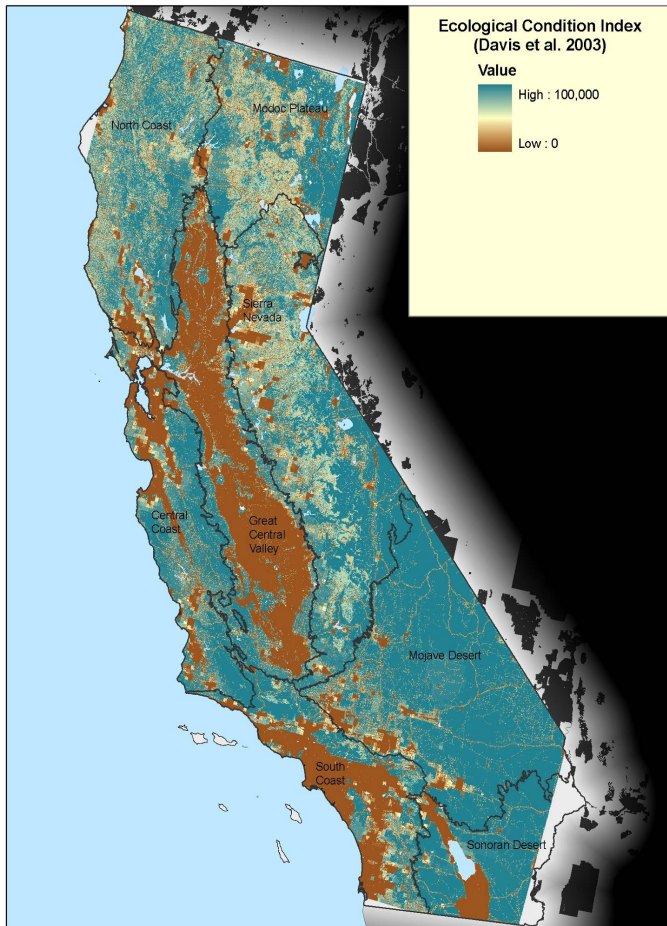 Ecological Condition Index
(Davis et al. 2003)
Value
High : 100,000
Low : 0
Modoc Plateau
North Coast
Sierra
Nevada
Central
Coast
Great
Central
Valley
Mojave Desert
South
Coast
Sonoran Desert